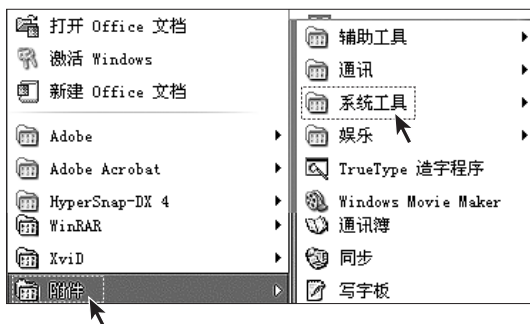 打开 Office 文档
激活 Windows
新建 Office 文档
Adobe
Adobe Acrobat
HyperSnap-DX 4
WinRAR
XviD
附件
辅助工具
通讯
系统工具
娱乐
TrueType 造字程序
Windows Movie Maker
通讯簿
同步
写字板